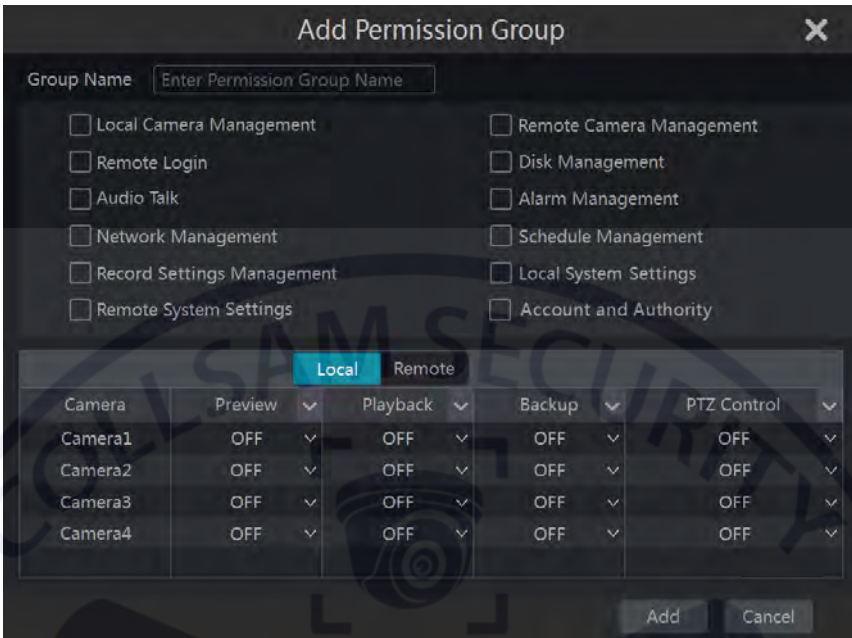 Add Permission Group
Group Name Enter Permission Group Name
Local Camera Management Remote Camera Management
Remote Login Disk Management
Audio Talk Alarm Management
Network Management Schedule Management
Record Settings Management Local System Settings
Remote System Settings Account and Authority
Local Remote
Camera Preview Playback Backup PTZ Control
Camera1 OFF OFF OFF OFF
Camera2 OFF OFF OFF OFF
Camera3 OFF OFF OFF OFF
Camera4 OFF OFF OFF OFF
Add Cancel
COLLSAM SECURITY